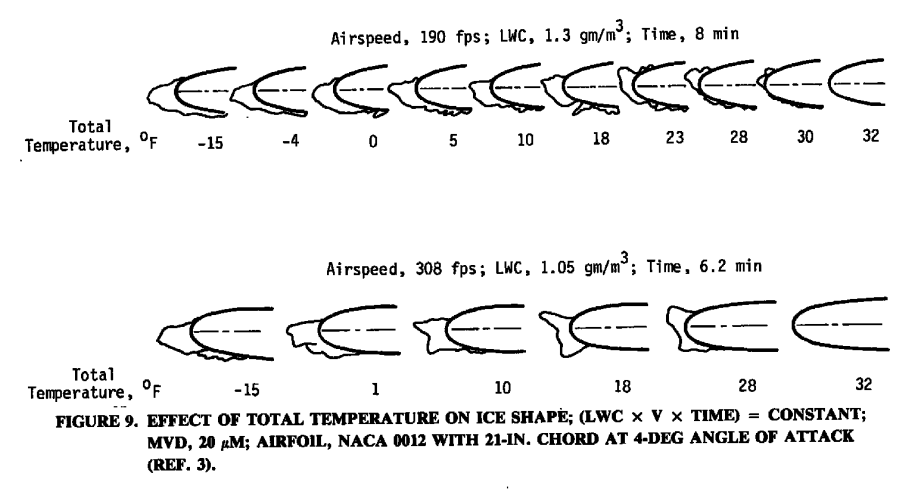 Airspeed, 190 fps; LWC, 1.3 gm/m³; Time, 8 min
Total
Temperature, °F -15 -4 0 5 10 18 23 28 30 32
Airspeed, 308 fps; LWC, 1.05 gm/m³; Time, 6.2 min
Total
Temperature, °F -15 1 10 18 28 32
FIGURE 9. EFFECT OF TOTAL TEMPERATURE ON ICE SHAPE; (LWC × V × TIME) = CONSTANT;
MVD, 20 μM; AIRFOIL, NACA 0012 WITH 21-IN. CHORD AT 4-DEG ANGLE OF ATTACK
(REF. 3).